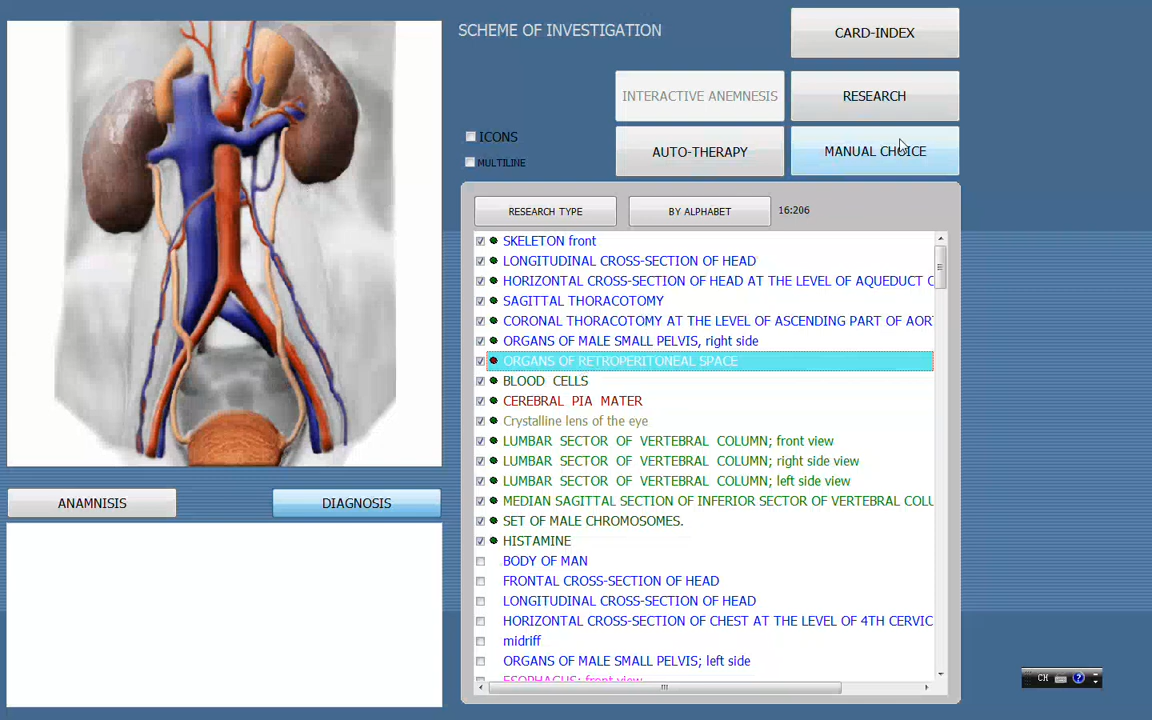 SCHEME OF INVESTIGATION
CARD-INDEX
INTERACTIVE ANEMNESIS
RESEARCH
ICONS
MULTILINE
AUTO-THERAPY
MANUAL CHOICE
RESEARCH TYPE
BY ALPHABET
16:206
SKELETON front
LONGITUDINAL CROSS-SECTION OF HEAD
HORIZONTAL CROSS-SECTION OF HEAD AT THE LEVEL OF AQUEDUCT C
SAGITTAL THORACOTOMY
CORONAL THORACOTOMY AT THE LEVEL OF ASCENDING PART OF AOR
ORGANS OF MALE SMALL PELVIS, right side
ORGANS OF RETROPERITONEAL SPACE
BLOOD CELLS
CEREBRAL PIA MATER
Crystalline lens of the eye
LUMBAR SECTOR OF VERTEBRAL COLUMN; front view
LUMBAR SECTOR OF VERTEBRAL COLUMN; right side view
LUMBAR SECTOR OF VERTEBRAL COLUMN; left side view
MEDIAN SAGITTAL SECTION OF INFERIOR SECTOR OF VERTEBRAL COLU
SET OF MALE CHROMOSOMES.
HISTAMINE
BODY OF MAN
FRONTAL CROSS-SECTION OF HEAD
LONGITUDINAL CROSS-SECTION OF HEAD
HORIZONTAL CROSS-SECTION OF CHEST AT THE LEVEL OF 4TH CERVIC
midriff
ORGANS OF MALE SMALL PELVIS; left side
ESOPHAGUS; front view
ANAMNISIS
DIAGNOSIS
CH